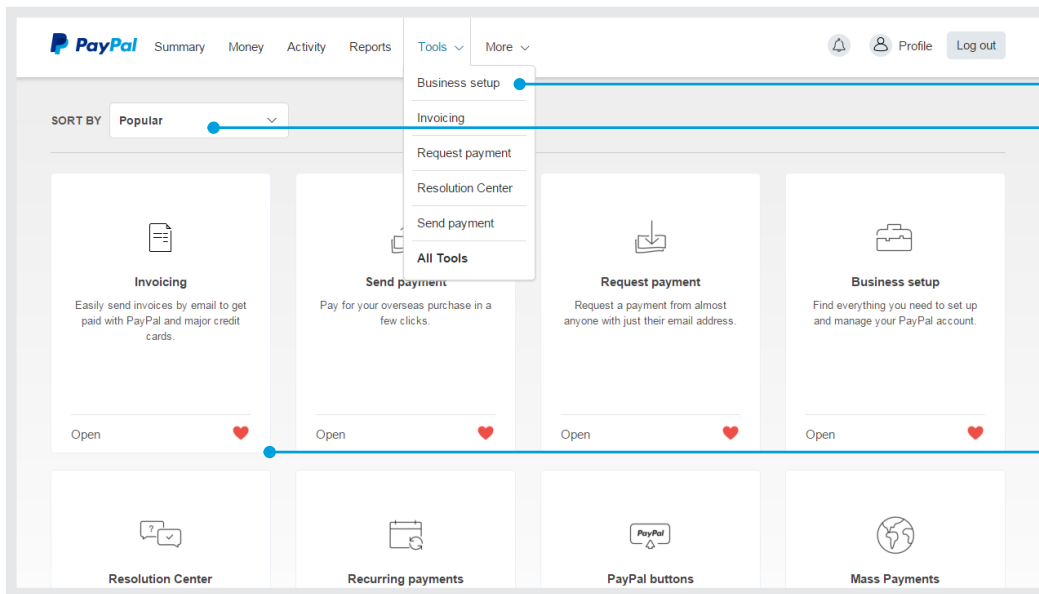 PayPal Summary Money Activity Reports Tools More Profile Log out
Business setup
SORT BY Popular
Invoicing
Request payment
Resolution Center
Send payment
All Tools
Invoicing
Easily send invoices by email to get
paid with PayPal and major credit
cards.
Open
Send payment
Pay for your overseas purchase in a
few clicks.
Open
Request payment
Request a payment from almost
anyone with just their email address.
Open
Business setup
Find everything you need to set up
and manage your PayPal account.
Open
?
Resolution Center
Recurring payments
PayPal
PayPal buttons
Mass Payments